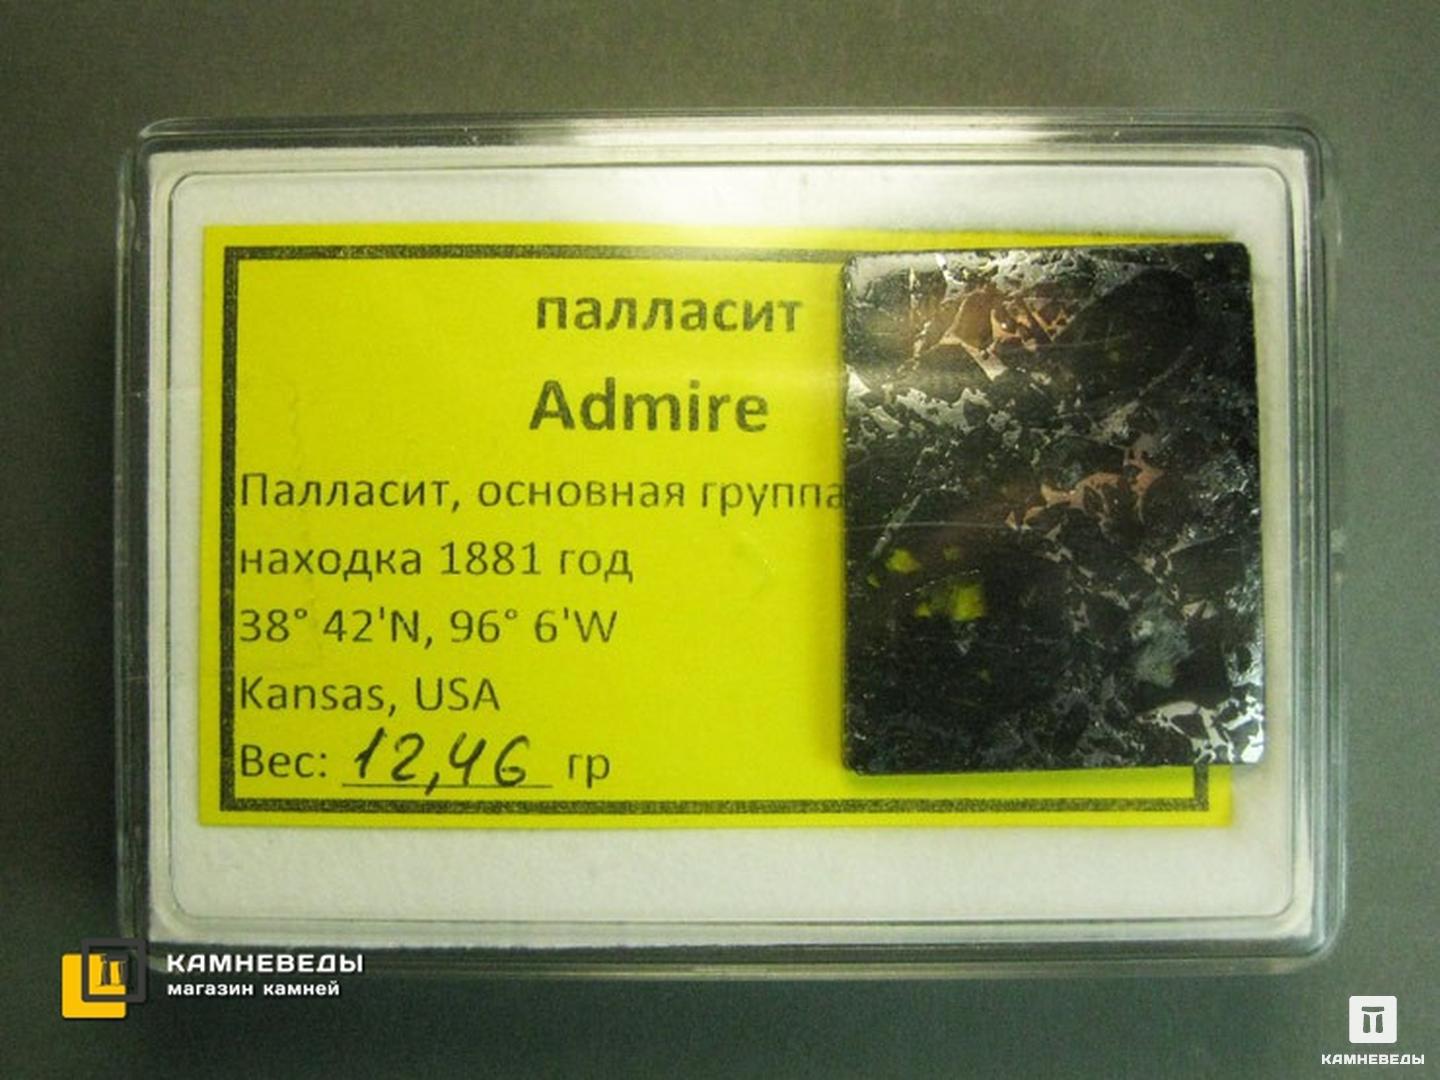 палласит
Admire
Палласит, основная группа
находка 1881 год
38° 42'N, 96° 6'W
Kansas, USA
Вес: 12,46 гр
КАМНЕВЕДЫ
магазин камней
КАМНЕВЕДЫ